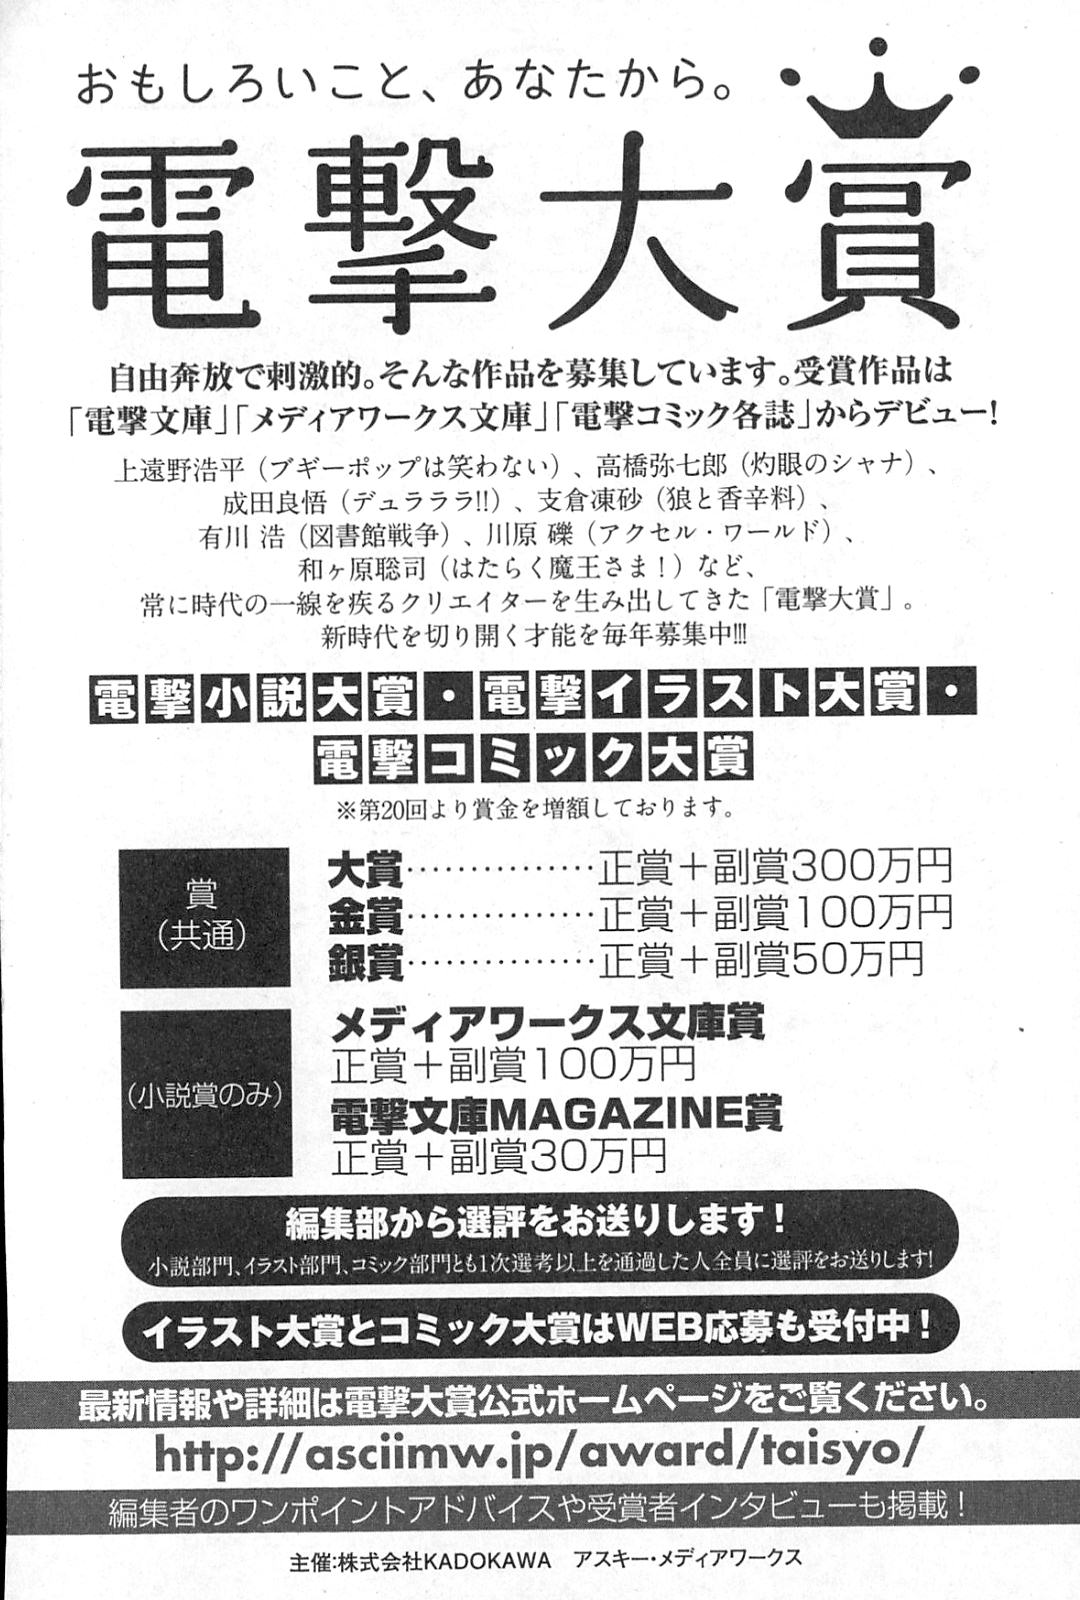 おもしろいこと、あなたから。
電撃大賞
自由奔放で刺激的。そんな作品を募集しています。受賞作品は
「電撃文庫」「メディアワークス文庫」「電撃コミック各誌」からデビュー!
上遠野浩平（ブギーポップは笑わない）、高橋弥七郎（灼眼のシャナ）、
成田良悟（デュラララ!!）、支倉凍砂（狼と香辛料）、
有川 浩（図書館戦争）、川原 礫（アクセル・ワールド）、
和ヶ原聡司（はたらく魔王さま！）など、
常に時代の一線を疾るクリエイターを生み出してきた「電撃大賞」。
新時代を切り開く才能を毎年募集中!!!
電撃小説大賞・電撃イラスト大賞・
電撃コミック大賞
※第20回より賞金を増額しております。
賞
（共通）
大賞……………正賞＋副賞300万円
金賞……………正賞＋副賞100万円
銀賞……………正賞＋副賞50万円
（小説賞のみ）
メディアワークス文庫賞
正賞＋副賞100万円
電撃文庫MAGAZINE賞
正賞＋副賞30万円
編集部から選評をお送りします！
小説部門、イラスト部門、コミック部門とも1次選考以上を通過した人全員に選評をお送りします!
イラスト大賞とコミック大賞はWEB応募も受付中！
最新情報や詳細は電撃大賞公式ホームページをご覧ください。
http://asciimw.jp/award/taisyo/
編集者のワンポイントアドバイスや受賞者インタビューも掲載！
主催:株式会社KADOKAWA　アスキー・メディアワークス